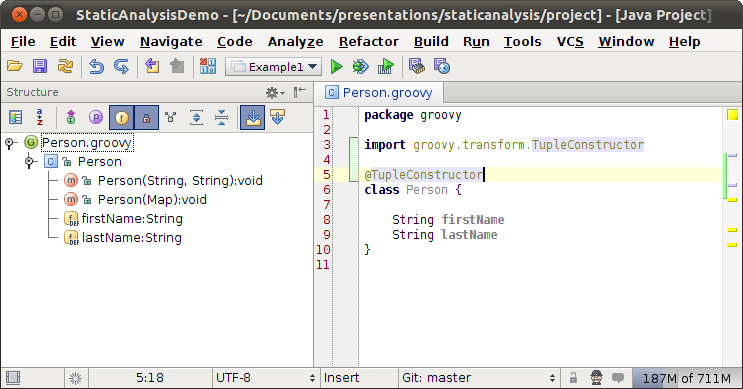 StaticAnalysisDemo - [~/Documents/presentations/staticanalysis/project] - [Java Project] -
File Edit View Navigate Code Analyze Refactor Build Run Tools VCS Window Help
Example1
Structure
Person.groovy
Person.groovy
Person
Person(String, String):void
Person(Map):void
firstName:String
lastName:String
1 package groovy
2
3 import groovy.transform.TupleConstructor
4
5 @TupleConstructor
6 class Person {
7
8 String firstName
9 String lastName
10 }
11
5:18 UTF-8 Insert Git: master 187M of 711M